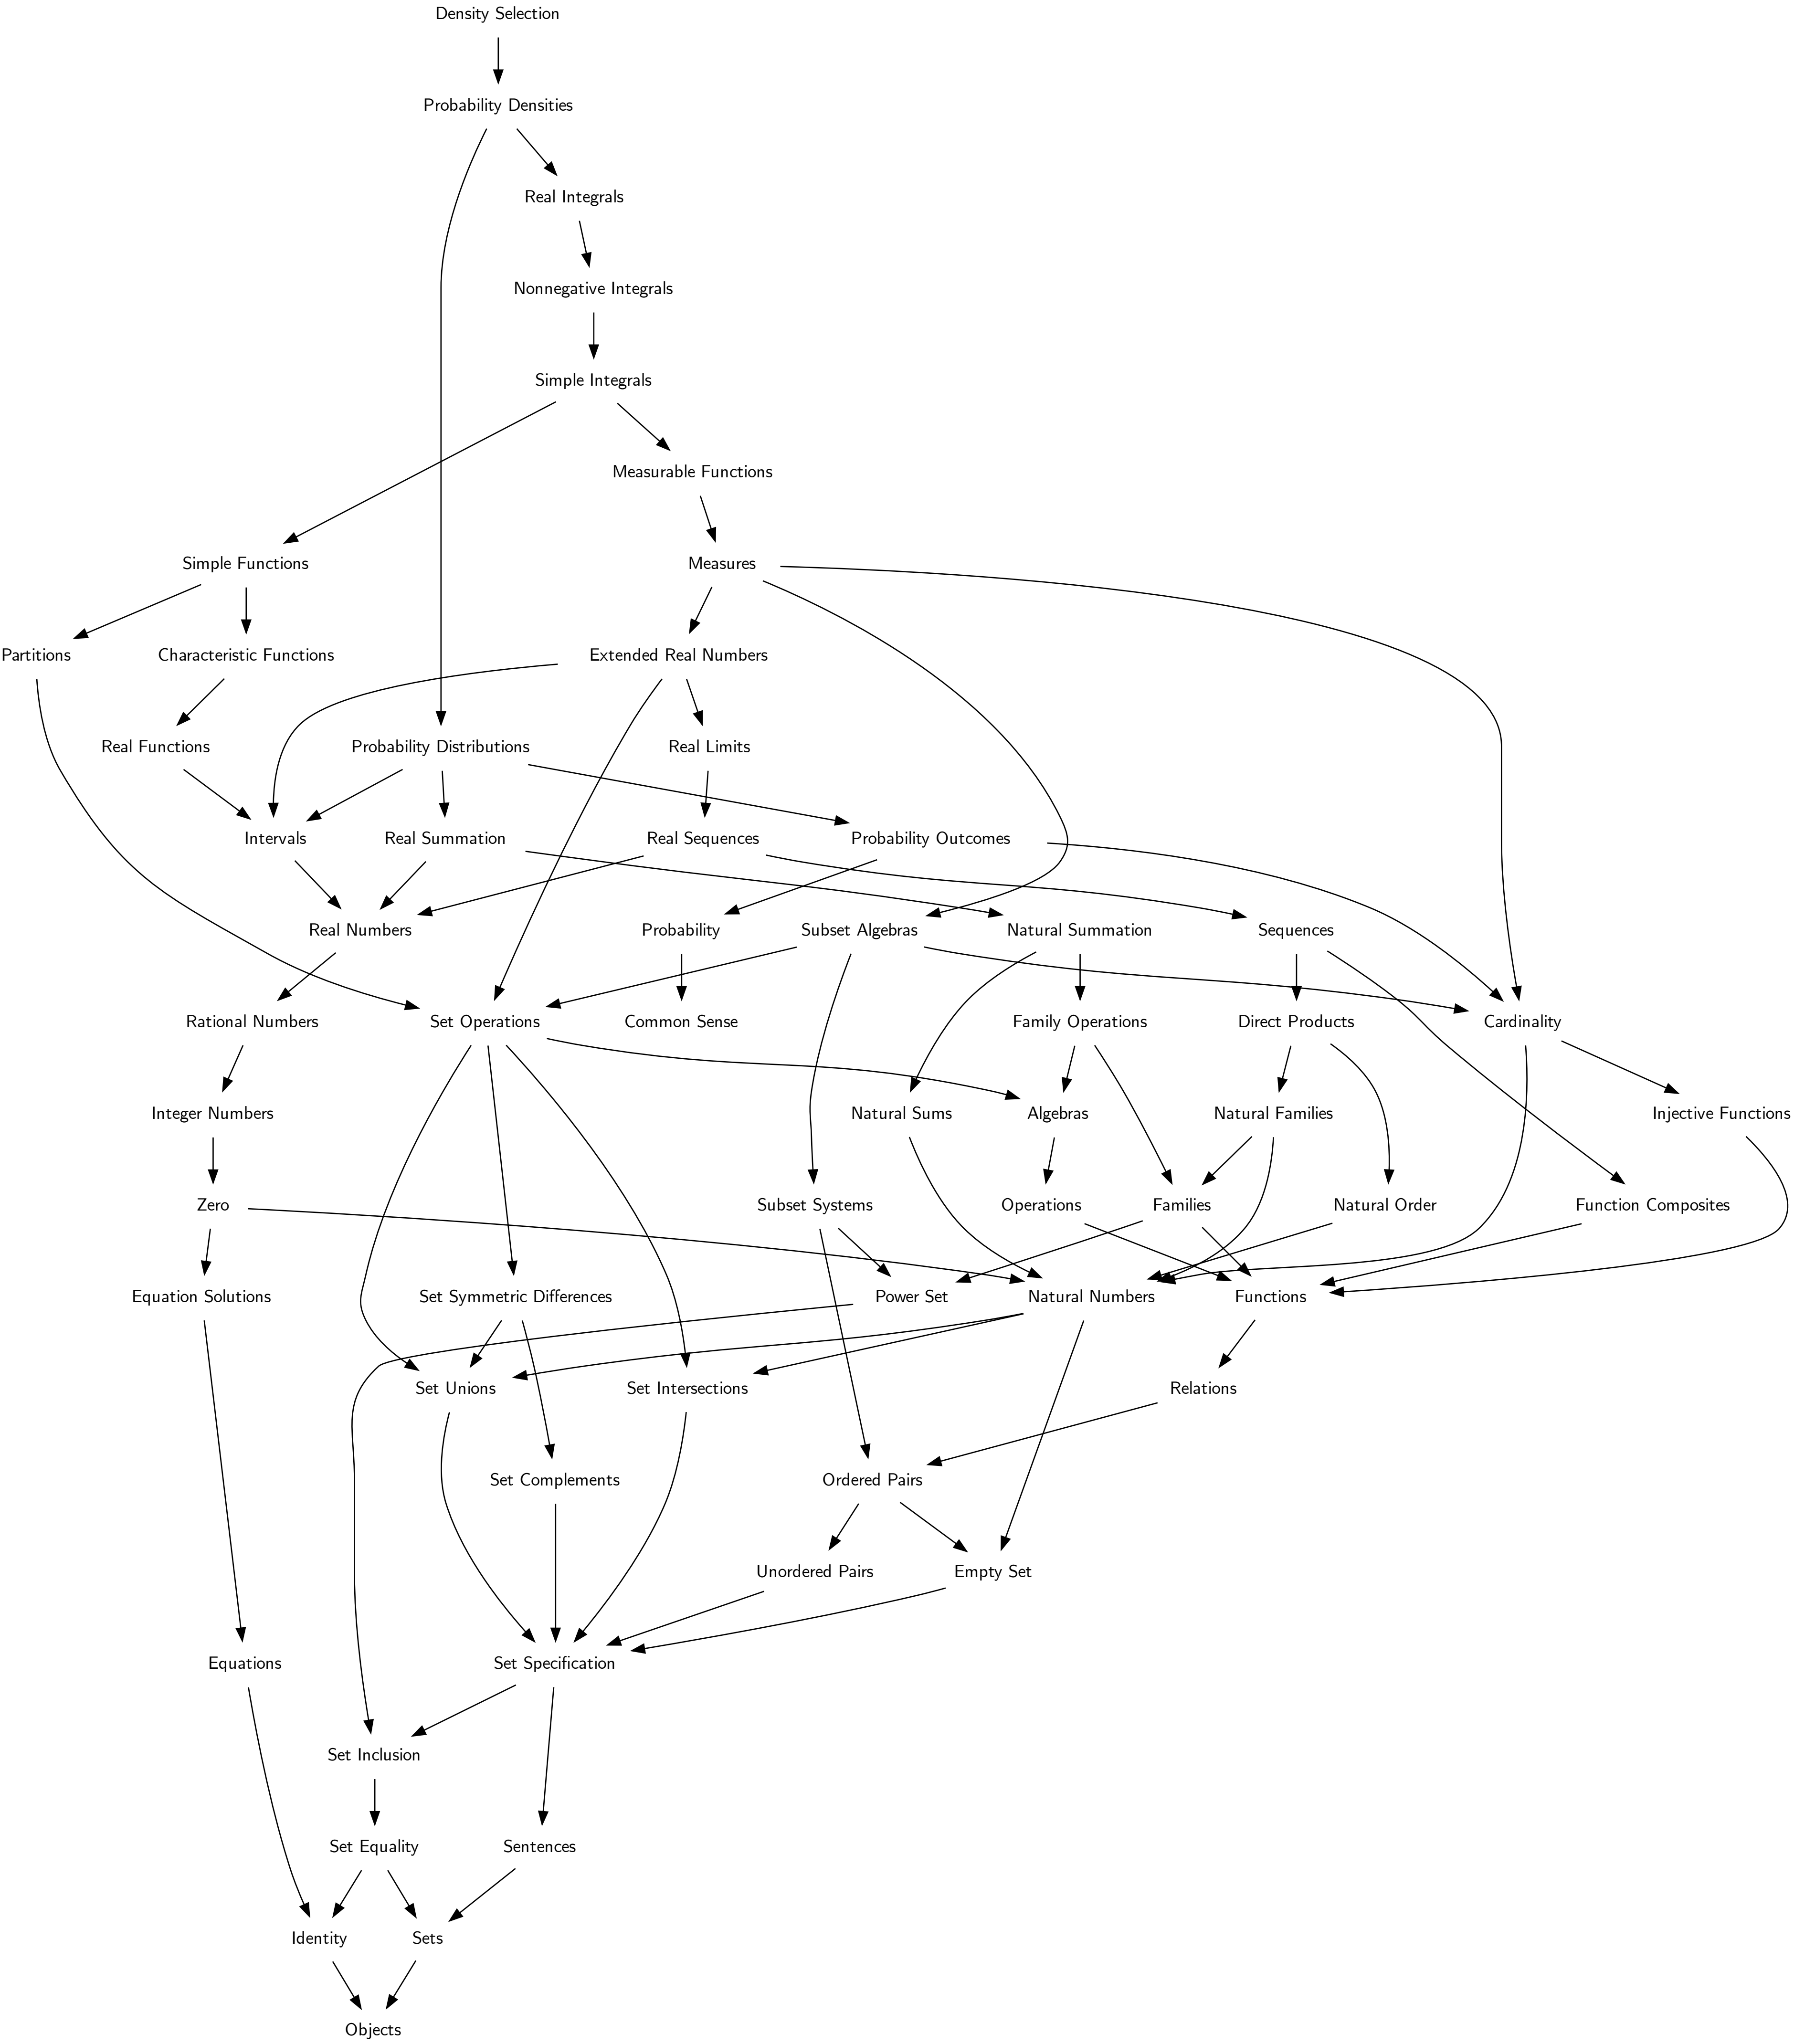 Density Selection
Probability Densities
Real Integrals
Nonnegative Integrals
Simple Integrals
Measurable Functions
Simple Functions
Measures
Partitions
Characteristic Functions
Extended Real Numbers
Real Functions
Probability Distributions
Real Limits
Intervals
Real Summation
Real Sequences
Probability Outcomes
Real Numbers
Probability
Subset Algebras
Natural Summation
Sequences
Rational Numbers
Set Operations
Common Sense
Family Operations
Direct Products
Cardinality
Integer Numbers
Natural Sums
Algebras
Natural Families
Injective Functions
Zero
Subset Systems
Operations
Families
Natural Order
Function Composites
Equation Solutions
Set Symmetric Differences
Power Set
Natural Numbers
Functions
Set Unions
Set Intersections
Relations
Set Complements
Ordered Pairs
Unordered Pairs
Empty Set
Equations
Set Specification
Set Inclusion
Set Equality
Sentences
Identity
Sets
Objects